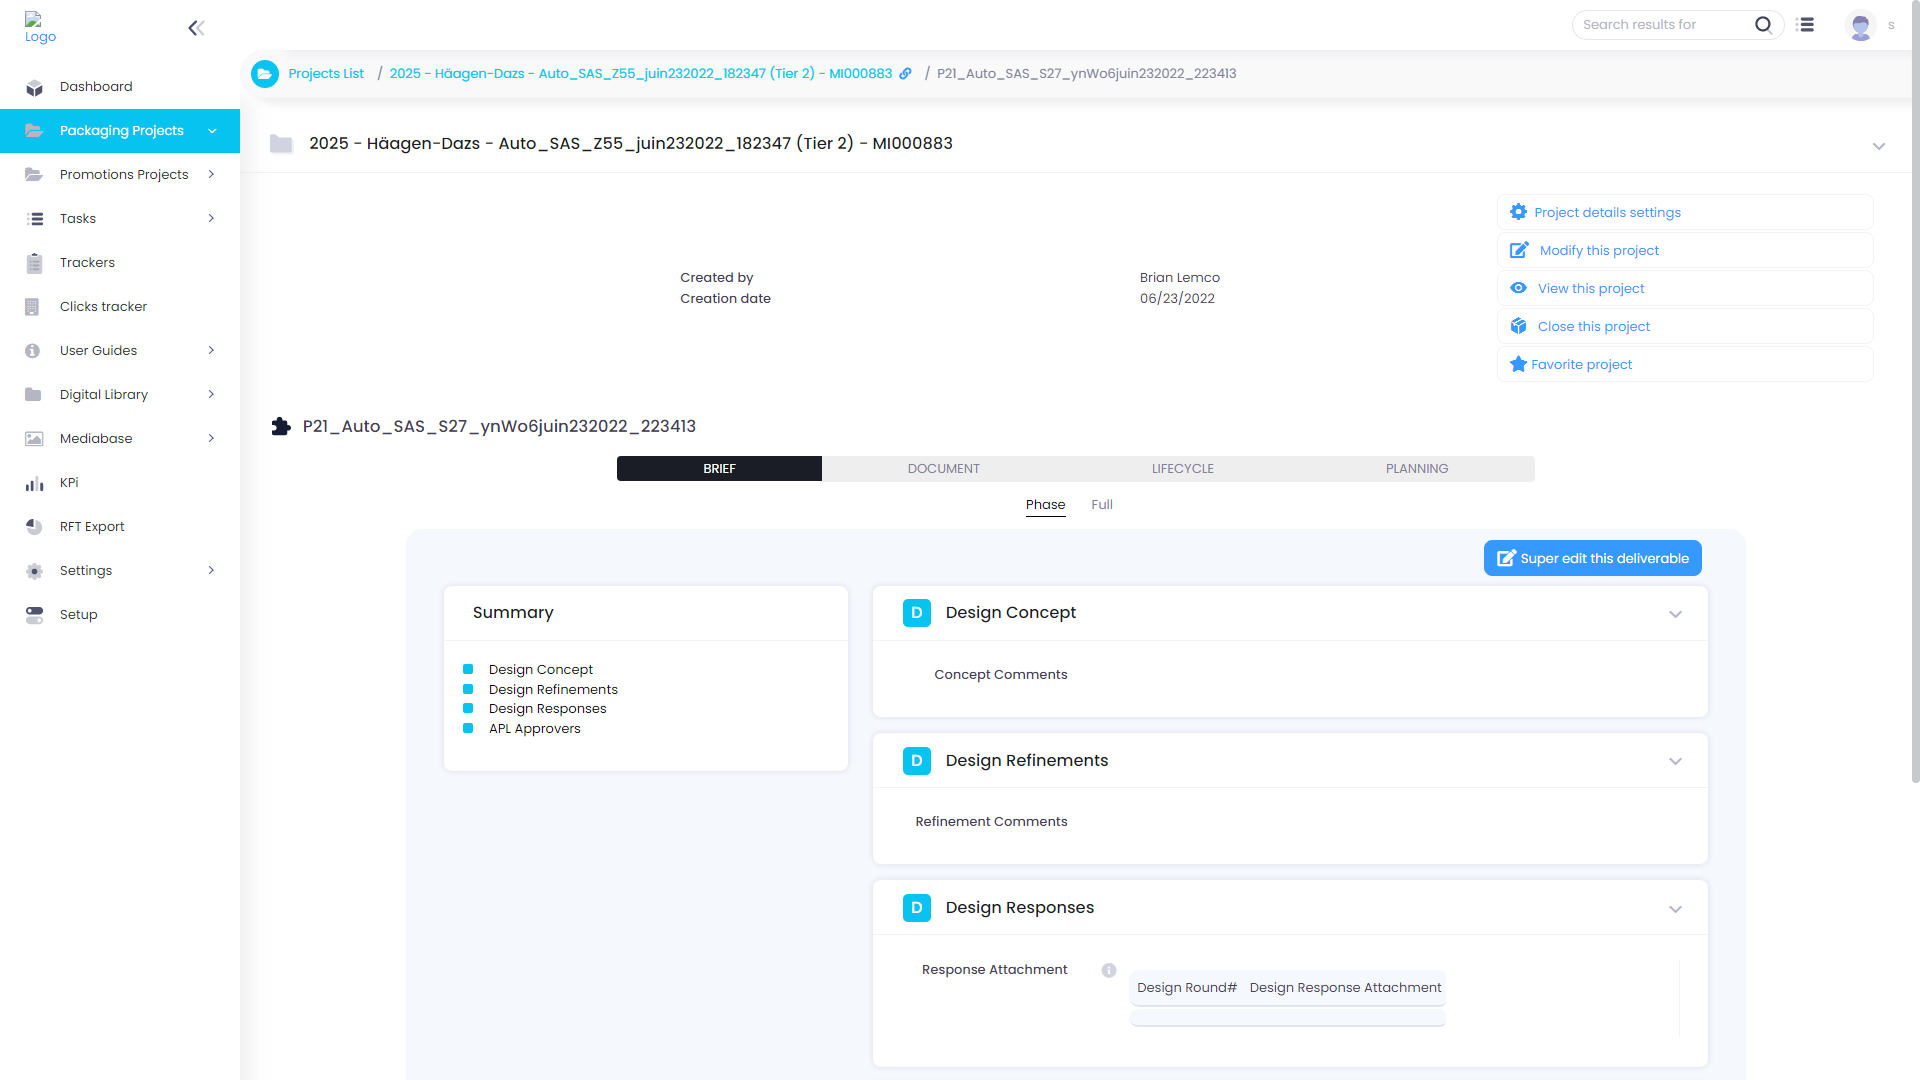 Logo
Search results for
s
Projects List / 2025 - Häagen-Dazs - Auto_SAS_Z55_juin232022_182347 (Tier 2) - MI000883 / P21_Auto_SAS_S27_ynWo6juin232022_223413
Dashboard
Packaging Projects
Promotions Projects
Tasks
Trackers
Clicks tracker
User Guides
Digital Library
Mediabase
KPi
RFT Export
Settings
Setup
2025 - Häagen-Dazs - Auto_SAS_Z55_juin232022_182347 (Tier 2) - MI000883
Created by Brian Lemco
Creation date 06/23/2022
Project details settings
Modify this project
View this project
Close this project
Favorite project
P21_Auto_SAS_S27_ynWo6juin232022_223413
BRIEF DOCUMENT LIFECYCLE PLANNING
Phase Full
Super edit this deliverable
Summary
Design Concept
Design Refinements
Design Responses
APL Approvers
D Design Concept
Concept Comments
D Design Refinements
Refinement Comments
D Design Responses
Response Attachment
Design Round# Design Response Attachment